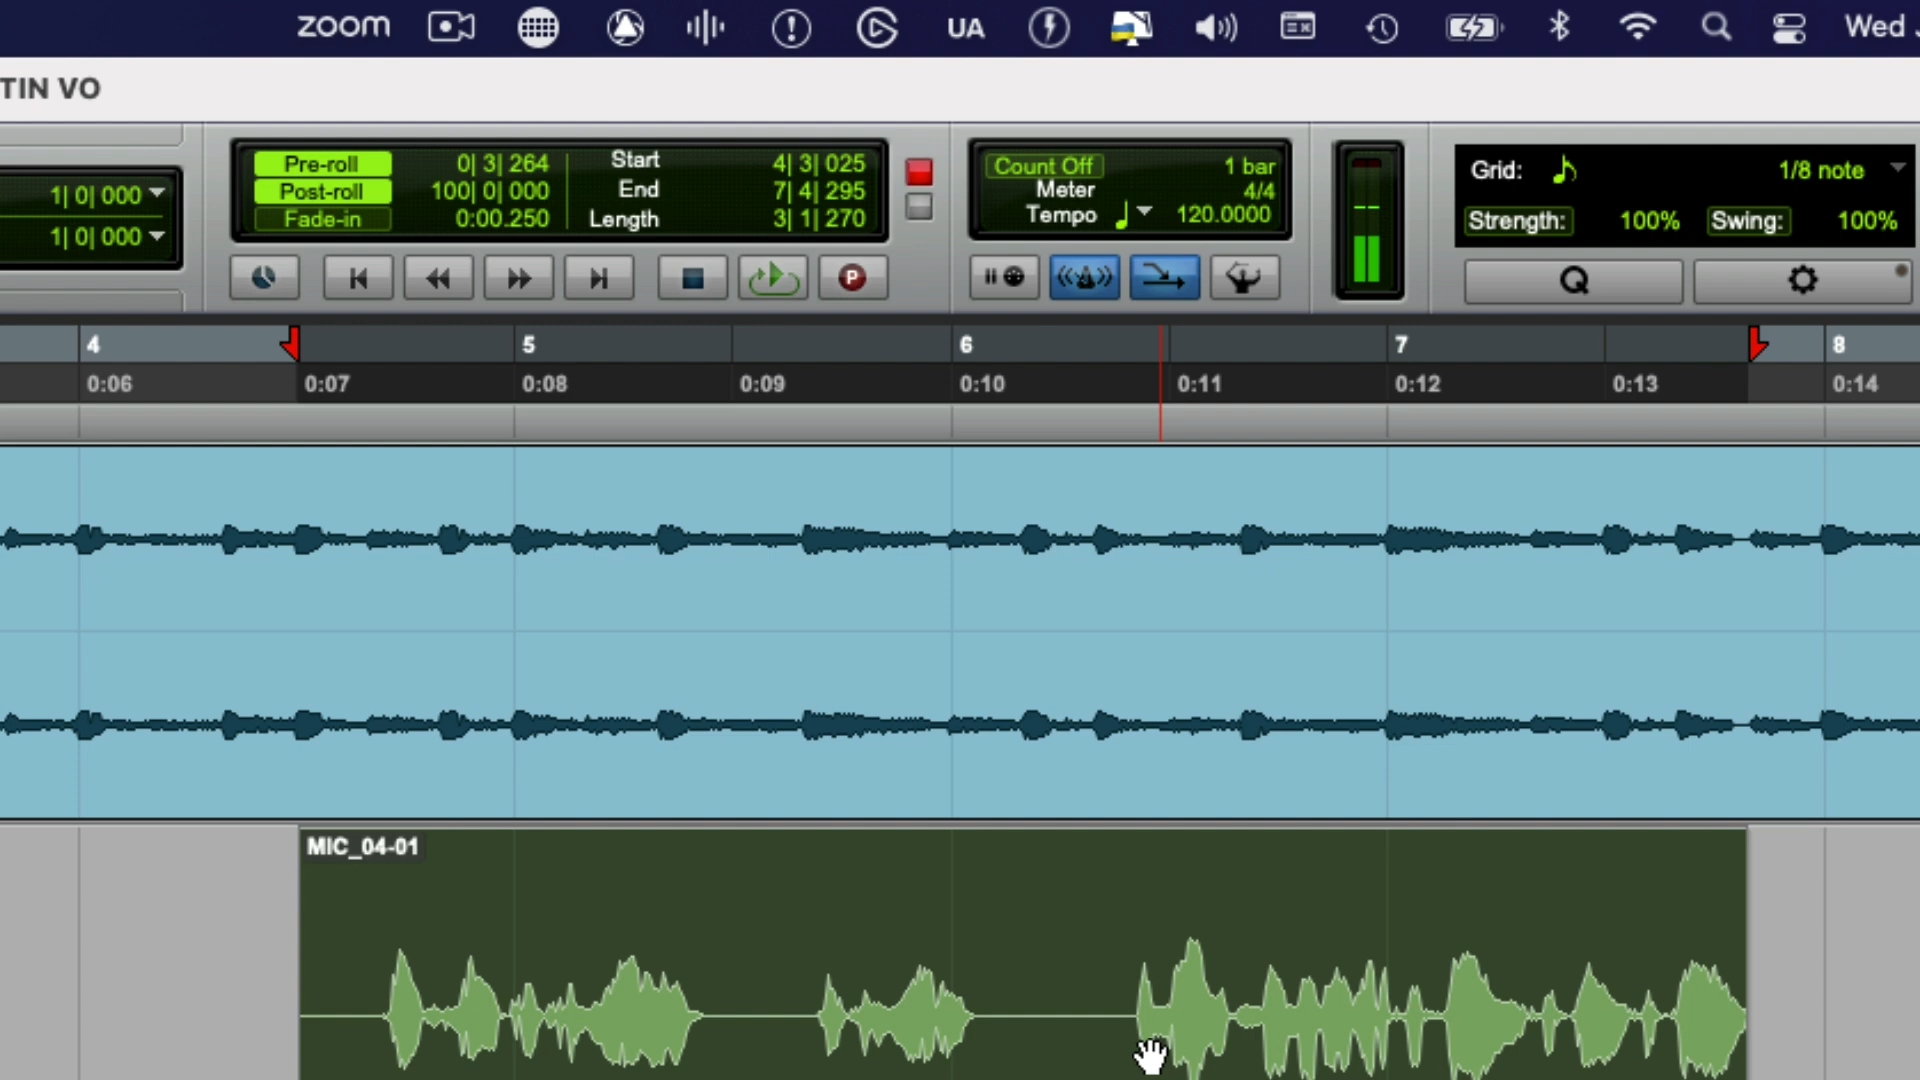 zoom
UA
Wed
TIN VO
1| 0| 000
1| 0| 000
Pre-roll 0| 3| 264
Post-roll 100| 0| 000
Fade-in 0:00.250
Start 4| 3| 025
End 7| 4| 295
Length 3| 1| 270
Count Off 1 bar
Meter 4/4
Tempo 120.0000
Grid: 1/8 note
Strength: 100% Swing: 100%
P
Q
4 5 6 7 8
0:06 0:07 0:08 0:09 0:10 0:11 0:12 0:13 0:14
MIC_04-01